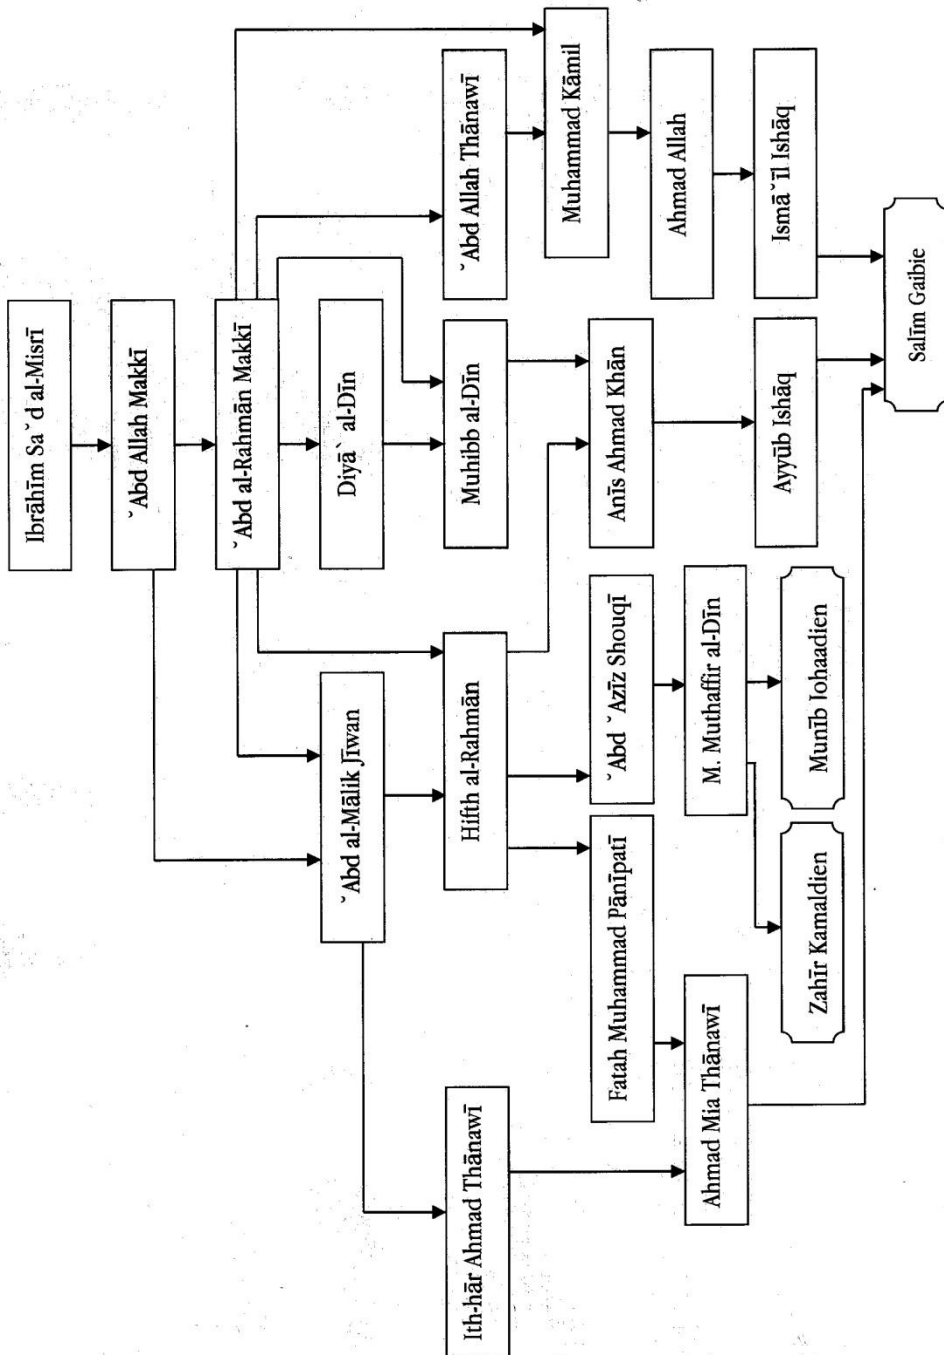 Ibrāhīm Sa˘d al-Misrī
˘Abd Allah Makkī
˘Abd al-Rahmān Makkī
˘Abd al-Mālik Jīwan
Diyā` al-Dīn
Ith-hār Ahmad Thānawī
Hifth al-Rahmān
Muhibb al-Dīn
˘Abd Allah Thānawī
Muhammad Kāmil
Fatah Muhammad Pānīpatī
˘Abd ˘Azīz Shouqī
Anīs Ahmad Khān
Ahmad Allah
Ahmad Mia Thānawī
M. Muthaffir al-Dīn
Ayyūb Ishāq
Ismā˘īl Ishāq
Zahīr Kamaldien
Munīb Johaadien
Salīm Gaibie